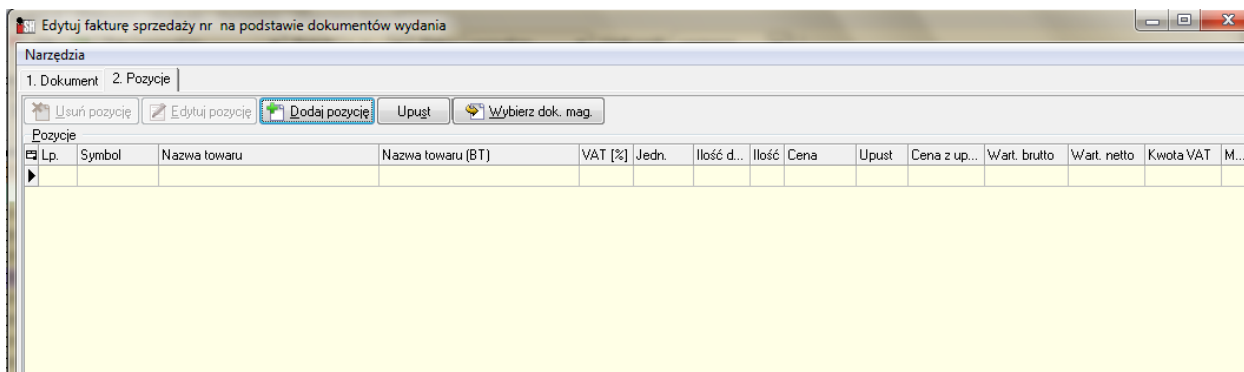 Edytuj fakturę sprzedaży nr na podstawie dokumentów wydania
Narzędzia
1. Dokument 2. Pozycje
Usuń pozycję Edytuj pozycję Dodaj pozycję Upust Wybierz dok. mag.
Pozycje
Lp. Symbol Nazwa towaru Nazwa towaru (BT) VAT [%] Jedn. Ilość d... Ilość Cena Upust Cena z up... Wart. brutto Wart. netto Kwota VAT M...